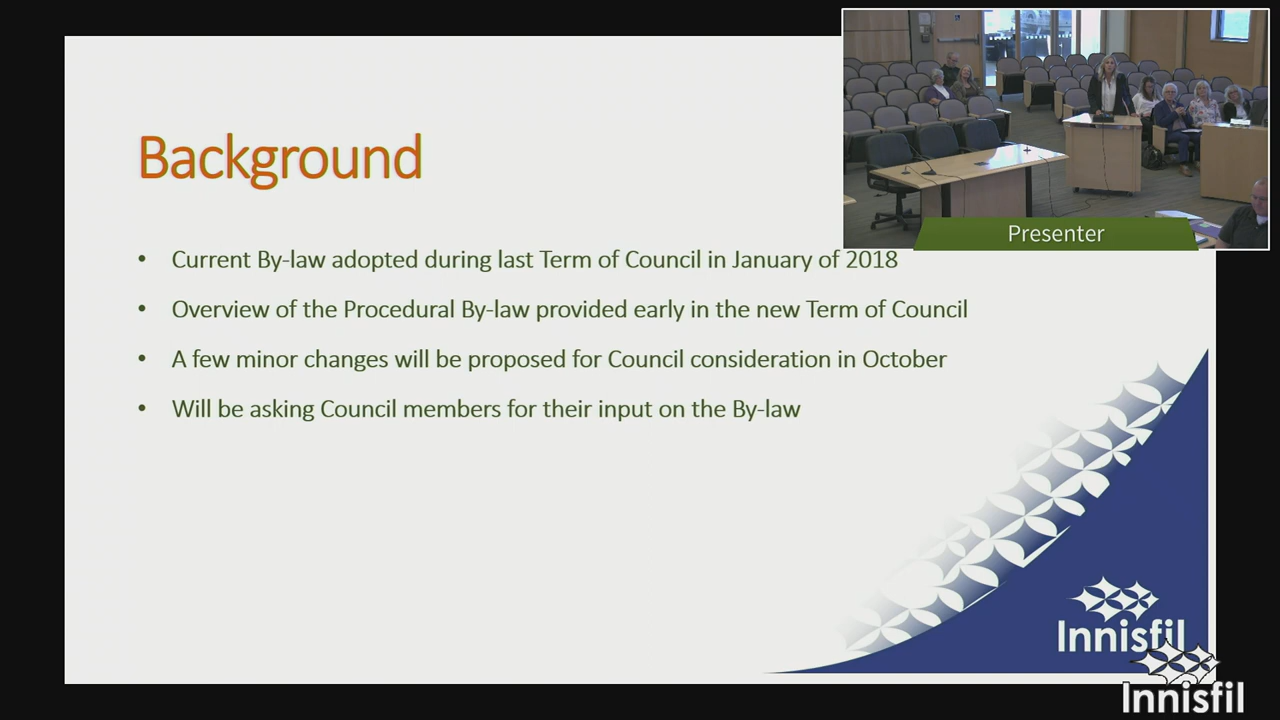 Background
Presenter
• Current By-law adopted during last Term of Council in January of 2018
• Overview of the Procedural By-law provided early in the new Term of Council
• A few minor changes will be proposed for Council consideration in October
• Will be asking Council members for their input on the By-law
Innisfil
Innisfil